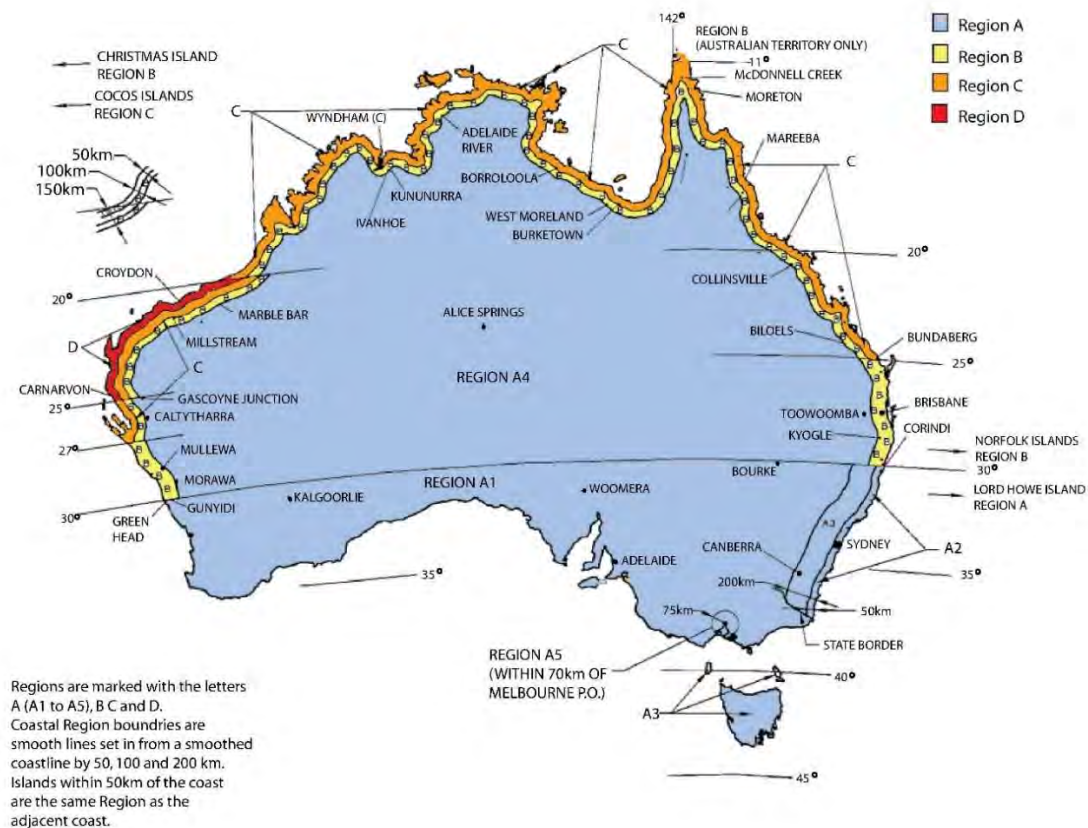 142°
REGION B
(AUSTRALIAN TERRITORY ONLY)
11°
McDONNELL CREEK
MORETON
C
Region A
Region B
Region C
Region D
CHRISTMAS ISLAND
REGION B
COCOS ISLANDS
REGION C
50km
100km
150km
C
WYNDHAM (C)
ADELAIDE
RIVER
KUNUNURRA
IVANHOE
BORROLOOLA
WEST MORELAND
BURKETOWN
MAREEBA
C
20°
COLLINSVILLE
CROYDON
20°
MARBLE BAR
MILLSTREAM
D
C
CARNARVON
25°
GASCOYNE JUNCTION
CALTYTHARRA
27°
MULLEWA
MORAWA
30°
GREEN
HEAD
GUNYIDI
ALICE SPRINGS
REGION A4
BILOELS
BUNDABERG
25°
TOOWOOMBA
BRISBANE
KYOGLE
CORINDI
NORFOLK ISLANDS
REGION B
BOURKE
30°
LORD HOWE ISLAND
REGION A
REGION A1
KALGOORLIE
WOOMERA
A3
SYDNEY
A2
CANBERRA
ADELAIDE
35°
35°
200km
50km
75km
STATE BORDER
REGION A5
(WITHIN 70km OF
MELBOURNE P.O.)
40°
A3
45°
Regions are marked with the letters
A (A1 to A5), B C and D.
Coastal Region boundries are
smooth lines set in from a smoothed
coastline by 50, 100 and 200 km.
Islands within 50km of the coast
are the same Region as the
adjacent coast.